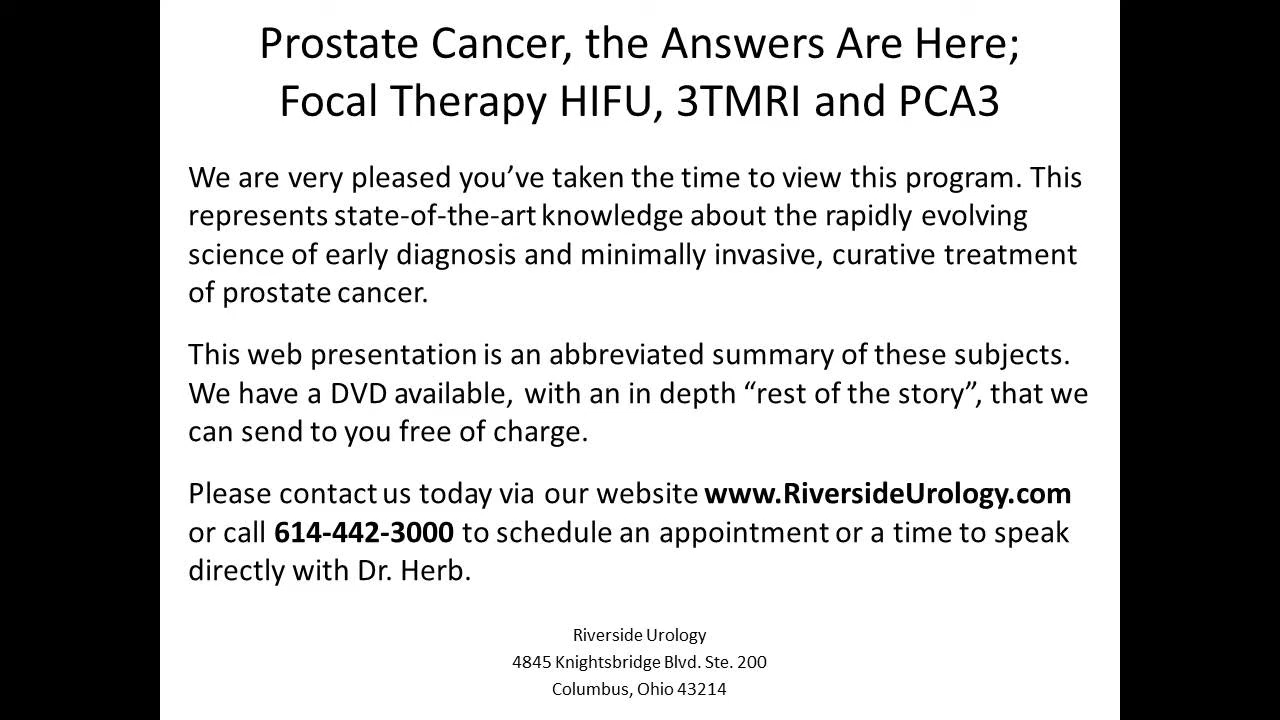 Prostate Cancer, the Answers Are Here;
Focal Therapy HIFU, 3TMRI and PCA3
We are very pleased you’ve taken the time to view this program. This
represents state-of-the-art knowledge about the rapidly evolving
science of early diagnosis and minimally invasive, curative treatment
of prostate cancer.
This web presentation is an abbreviated summary of these subjects.
We have a DVD available, with an in depth “rest of the story”, that we
can send to you free of charge.
Please contact us today via our website www.RiversideUrology.com
or call 614-442-3000 to schedule an appointment or a time to speak
directly with Dr. Herb.
Riverside Urology
4845 Knightsbridge Blvd. Ste. 200
Columbus, Ohio 43214